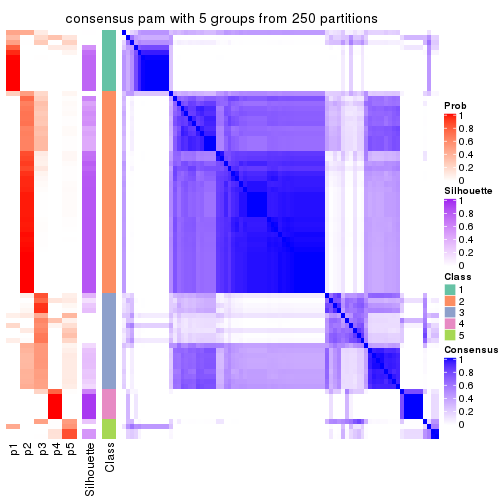 consensus pam with 5 groups from 250 partitions
Prob
1
0.8
0.6
0.4
0.2
0
Silhouette
1
0.8
0.6
0.4
0.2
0
Class
1
2
3
4
5
Consensus
1
0.8
0.6
0.4
0.2
0
p1
p2
p3
p4
p5
Silhouette
Class